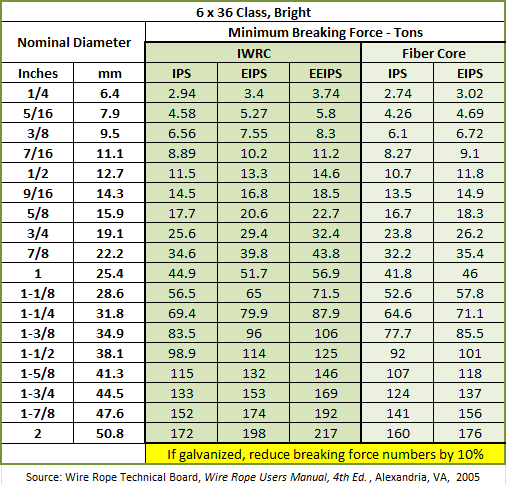 6 x 36 Class, Bright
Nominal Diameter Minimum Breaking Force - Tons
IWRC Fiber Core
Inches mm IPS EIPS EEIPS IPS EIPS
1/4 6.4 2.94 3.4 3.74 2.74 3.02
5/16 7.9 4.58 5.27 5.8 4.26 4.69
3/8 9.5 6.56 7.55 8.3 6.1 6.72
7/16 11.1 8.89 10.2 11.2 8.27 9.1
1/2 12.7 11.5 13.3 14.6 10.7 11.8
9/16 14.3 14.5 16.8 18.5 13.5 14.9
5/8 15.9 17.7 20.6 22.7 16.7 18.3
3/4 19.1 25.6 29.4 32.4 23.8 26.2
7/8 22.2 34.6 39.8 43.8 32.2 35.4
1 25.4 44.9 51.7 56.9 41.8 46
1-1/8 28.6 56.5 65 71.5 52.6 57.8
1-1/4 31.8 69.4 79.9 87.9 64.6 71.1
1-3/8 34.9 83.5 96 106 77.7 85.5
1-1/2 38.1 98.9 114 125 92 101
1-5/8 41.3 115 132 146 107 118
1-3/4 44.5 133 153 169 124 137
1-7/8 47.6 152 174 192 141 156
2 50.8 172 198 217 160 176
If galvanized, reduce breaking force numbers by 10%
Source: Wire Rope Technical Board, Wire Rope Users Manual, 4th Ed. , Alexandria, VA, 2005